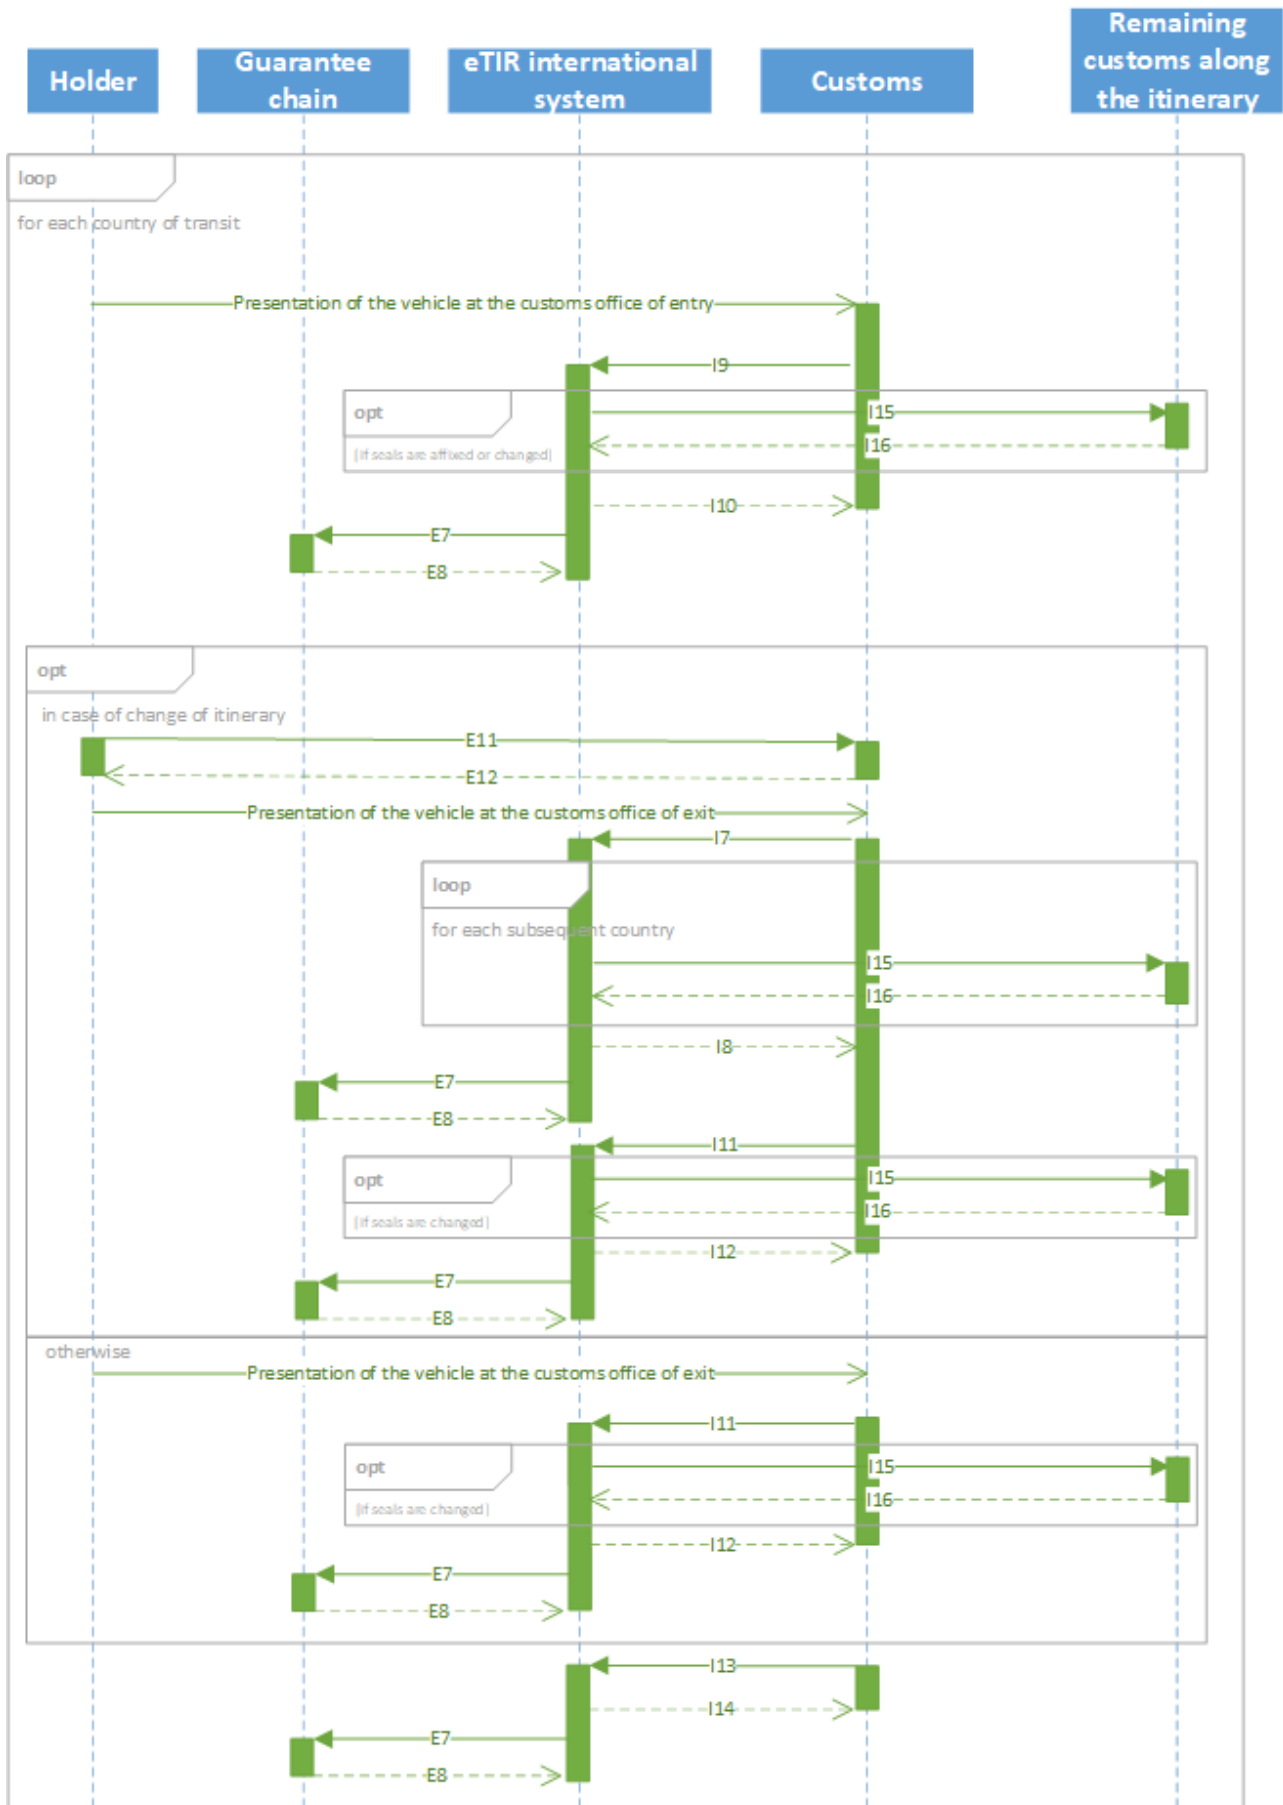 Holder
Guarantee
chain
eTIR international
system
Customs
Remaining
customs along
the itinerary
loop
for each country of transit
Presentation of the vehicle at the customs office of entry
I9
opt
I15
I16
(If seals are affixed or changed)
I10
E7
E8
opt
in case of change of itinerary
E11
E12
Presentation of the vehicle at the customs office of exit
I7
loop
for each subsequent country
I15
I16
I8
E7
E8
I11
opt
I15
I16
(If seals are changed)
I12
E7
E8
otherwise
Presentation of the vehicle at the customs office of exit
I11
opt
I15
I16
(If seals are changed)
I12
E7
E8
I13
I14
E7
E8